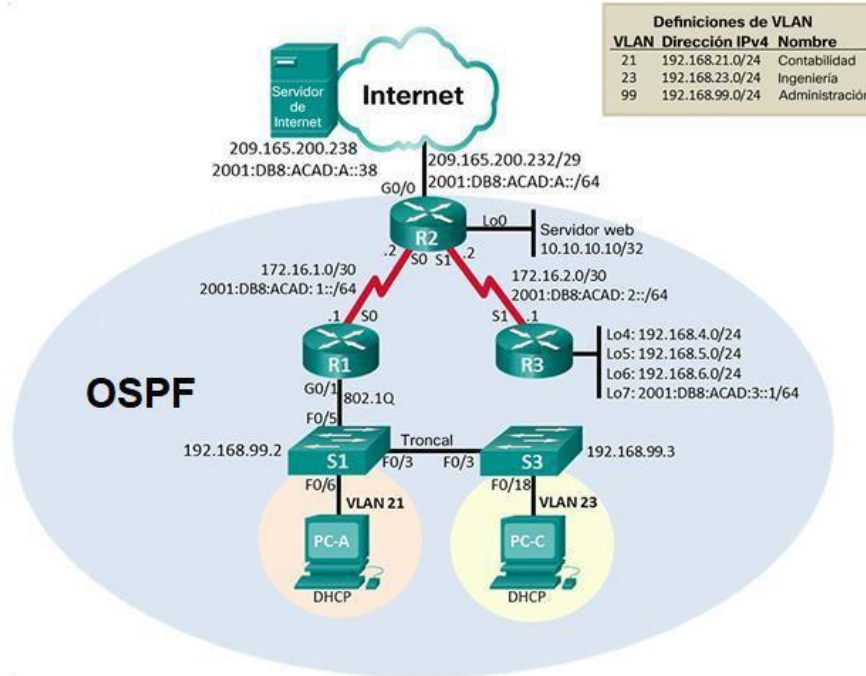 Definiciones de VLAN
VLAN Dirección IPv4 Nombre
21 192.168.21.0/24 Contabilidad
23 192.168.23.0/24 Ingeniería
99 192.168.99.0/24 Administración
Servidor
de
Internet
Internet
209.165.200.238
2001:DB8:ACAD:A::38
209.165.200.232/29
2001:DB8:ACAD:A::/64
G0/0
R2
Lo0
Servidor web
10.10.10.10/32
.2
S0
S1
.2
172.16.1.0/30
2001:DB8:ACAD: 1::/64
172.16.2.0/30
2001:DB8:ACAD: 2::/64
.1
S0
S1
.1
R1
R3
Lo4: 192.168.4.0/24
Lo5: 192.168.5.0/24
Lo6: 192.168.6.0/24
Lo7: 2001:DB8:ACAD:3::1/64
OSPF
G0/1
802.1Q
F0/5
192.168.99.2
S1
F0/3
Troncal
F0/3
S3
192.168.99.3
F0/6
F0/18
VLAN 21
VLAN 23
PC-A
PC-C
DHCP
DHCP